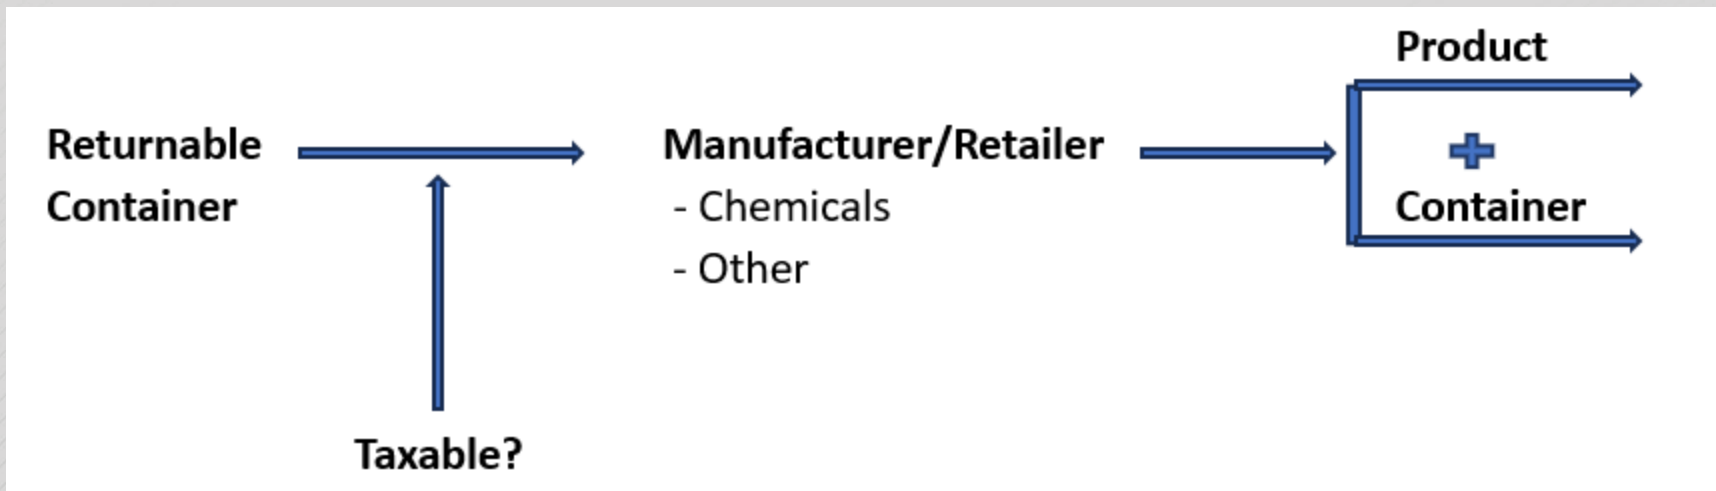 Returnable
Container
Taxable?
Manufacturer/Retailer
- Chemicals
- Other
Product
Container